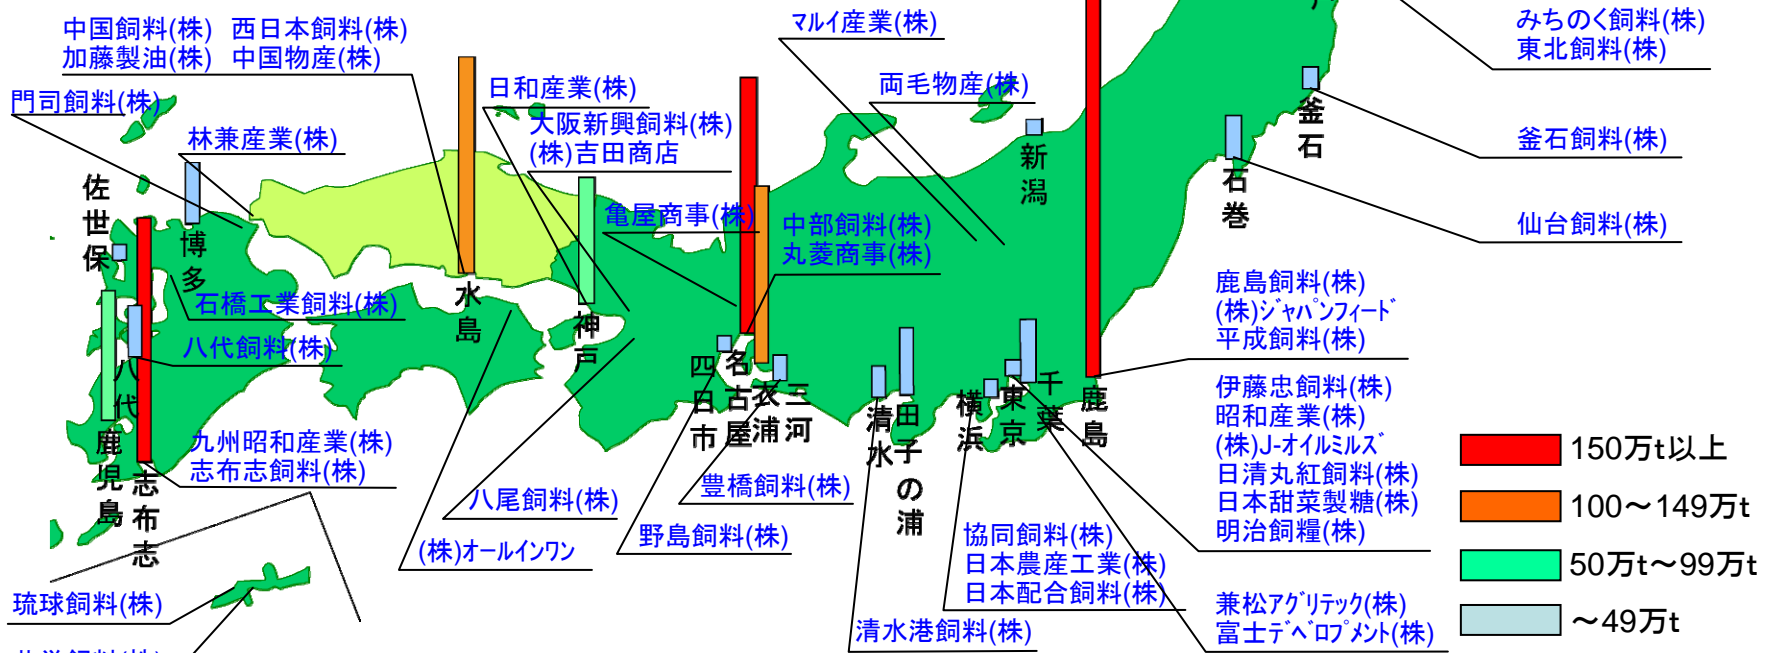 中国飼料(株) 西日本飼料(株)
加藤製油(株) 中国物産(株)
門司飼料(株)
林兼産業(株)
日和産業(株)
大阪新興飼料(株)
(株)吉田商店
マルイ産業(株)
両毛物産(株)
みちのく飼料(株)
東北飼料(株)
釜石
釜石飼料(株)
石巻
仙台飼料(株)
新潟
佐世保
博多
亀屋商事(株)
中部飼料(株)
丸菱商事(株)
石橋工業飼料(株)
八代飼料(株)
八代
水島
神戸
四日市
名古屋
衣浦
三河
清水
田子の浦
横浜
東京
千葉
鹿島
鹿島飼料(株)
(株)ジャパンフィード
平成飼料(株)
伊藤忠飼料(株)
昭和産業(株)
(株)J-オイルミルズ
日清丸紅飼料(株)
日本甜菜製糖(株)
明治飼糧(株)
鹿児島
志布志
九州昭和産業(株)
志布志飼料(株)
八尾飼料(株)
(株)オールインワン
野島飼料(株)
豊橋飼料(株)
協同飼料(株)
日本農産工業(株)
日本配合飼料(株)
清水港飼料(株)
兼松アグリテック(株)
富士デベロプメント(株)
琉球飼料(株)
150万t以上
100～149万t
50万t～99万t
～49万t